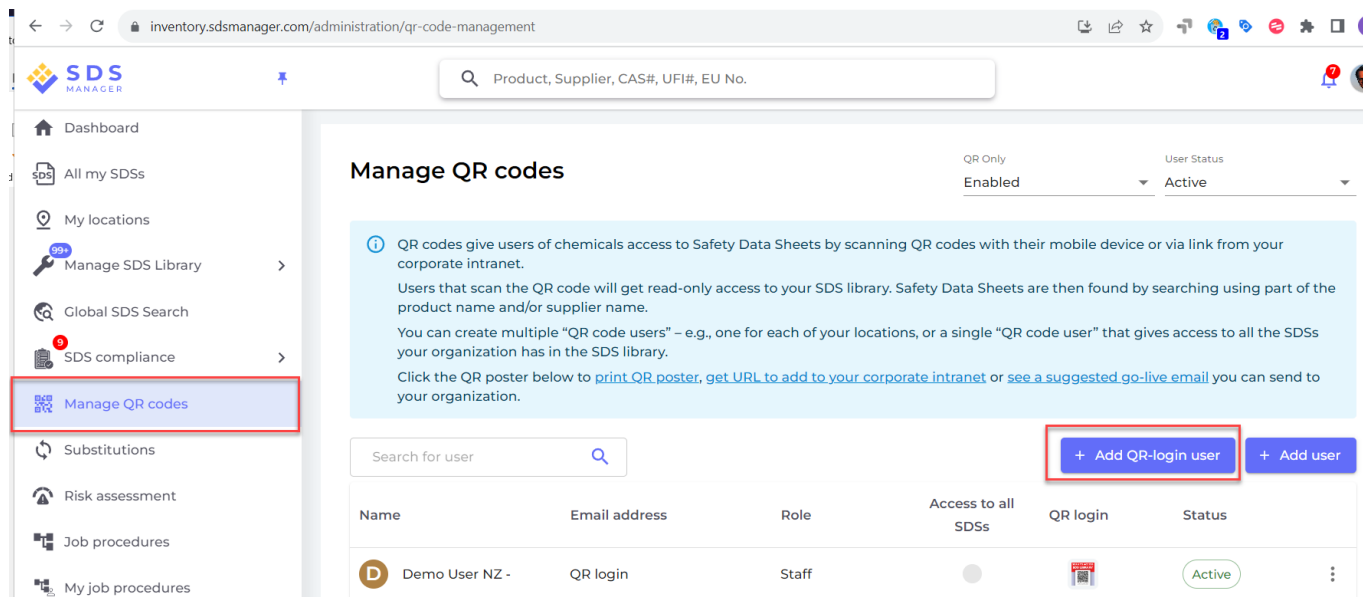 inventory.sdsmanager.com/administration/qr-code-management
2
SDS
MANAGER
Product, Supplier, CAS#, UFI#, EU No.
7
Dashboard
SDS
All my SDSs
My locations
99+
Manage SDS Library
Global SDS Search
9
SDS compliance
Manage QR codes
Substitutions
Risk assessment
Job procedures
My job procedures
Manage QR codes
QR Only
Enabled
User Status
Active
QR codes give users of chemicals access to Safety Data Sheets by scanning QR codes with their mobile device or via link from your
corporate intranet.
Users that scan the QR code will get read-only access to your SDS library. Safety Data Sheets are then found by searching using part of the
product name and/or supplier name.
You can create multiple “QR code users” – e.g., one for each of your locations, or a single “QR code user” that gives access to all the SDSs
your organization has in the SDS library.
Click the QR poster below to print QR poster, get URL to add to your corporate intranet or see a suggested go-live email you can send to
your organization.
Search for user
+ Add QR-login user
+ Add user
Name
Email address
Role
Access to all
SDSs
QR login
Status
D
Demo User NZ -
QR login
Staff
Active